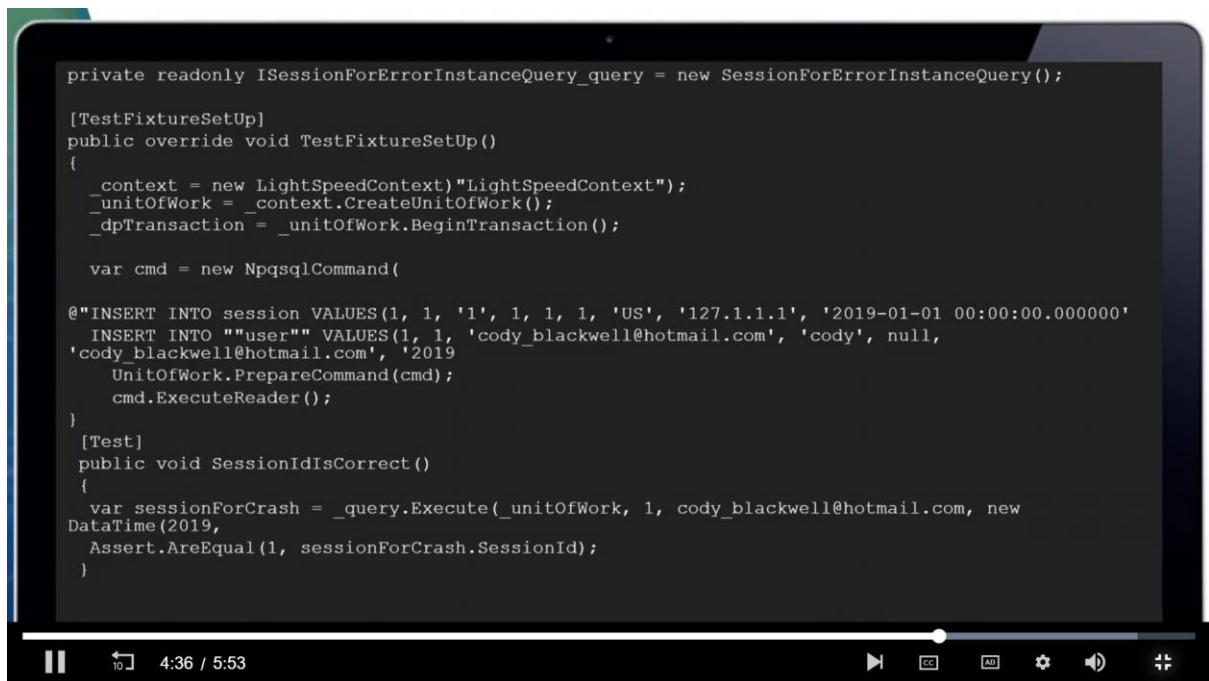 private readonly ISessionForErrorInstanceQuery_query = new SessionForErrorInstanceQuery();
[TestFixtureSetUp]
public override void TestFixtureSetUp()
{
_context = new LightSpeedContext)"LightSpeedContext");
_unitOfWork = _context.CreateUnitOfWork();
_dpTransaction = _unitOfWork.BeginTransaction();
var cmd = new NpqsqlCommand(
@"INSERT INTO session VALUES(1, 1, '1', 1, 1, 1, 'US', '127.1.1.1', '2019-01-01 00:00:00.000000'
INSERT INTO ""user"" VALUES(1, 1, 'cody_blackwell@hotmail.com', 'cody', null,
'cody_blackwell@hotmail.com', '2019
UnitOfWork.PrepareCommand(cmd);
cmd.ExecuteReader();
}
[Test]
public void SessionIdIsCorrect()
{
var sessionForCrash = _query.Execute(_unitOfWork, 1, cody_blackwell@hotmail.com, new
DataTime(2019,
Assert.AreEqual(1, sessionForCrash.SessionId);
}
10 4:36 / 5:53 CC AD